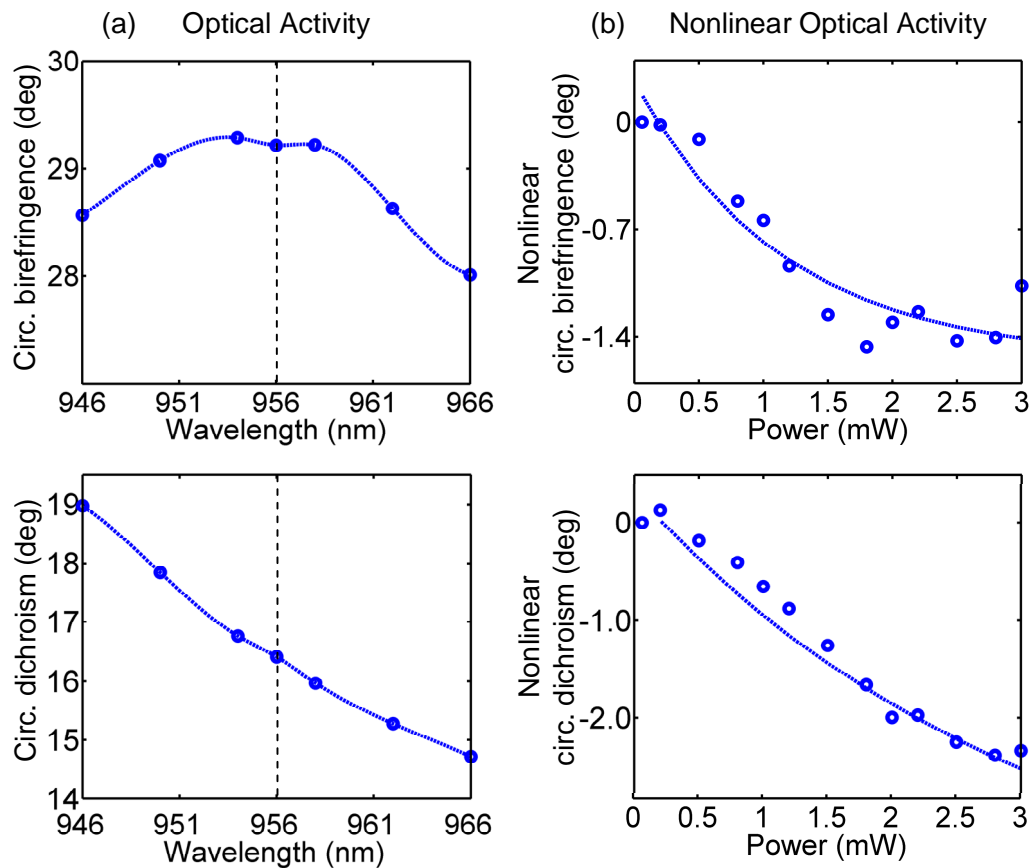 (a) Optical Activity
(b) Nonlinear Optical Activity
30
29
28
Circ. birefringence (deg)
946 951 956 961 966
Wavelength (nm)
0
-0.7
-1.4
Nonlinear
circ. birefringence (deg)
0 0.5 1 1.5 2 2.5 3
Power (mW)
19
18
17
16
15
14
Circ. dichroism (deg)
946 951 956 961 966
Wavelength (nm)
0
-1.0
-2.0
Nonlinear
circ. dichroism (deg)
0 0.5 1 1.5 2 2.5 3
Power (mW)